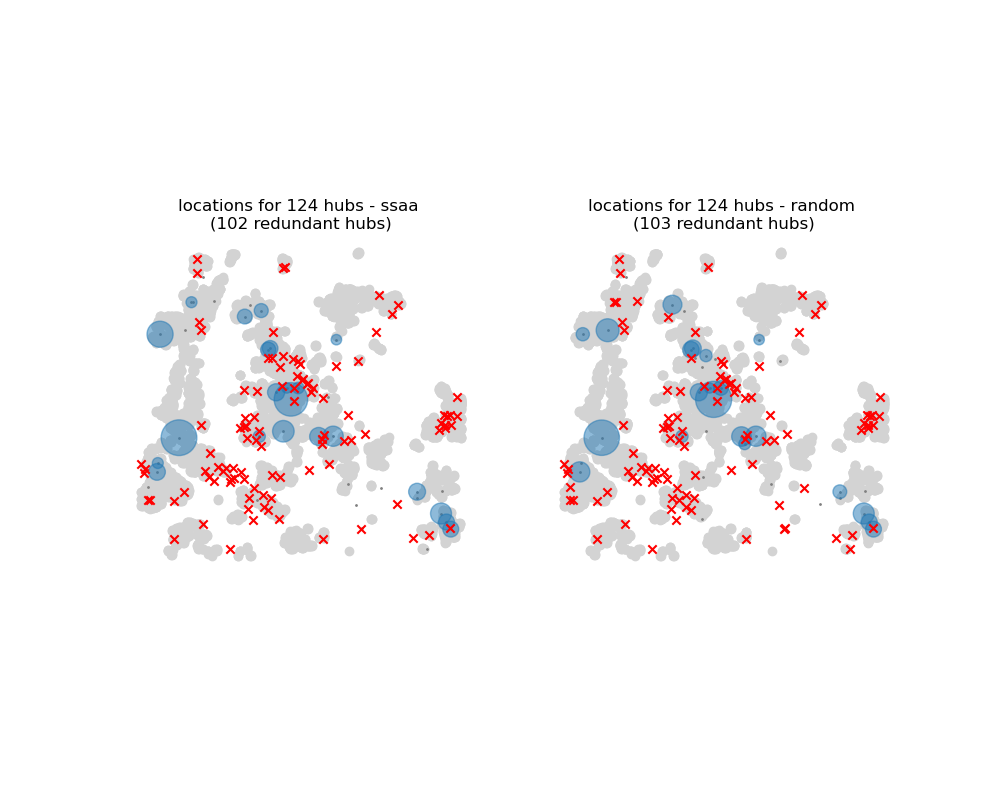 locations for 124 hubs - ssaa
(102 redundant hubs)
locations for 124 hubs - random
(103 redundant hubs)